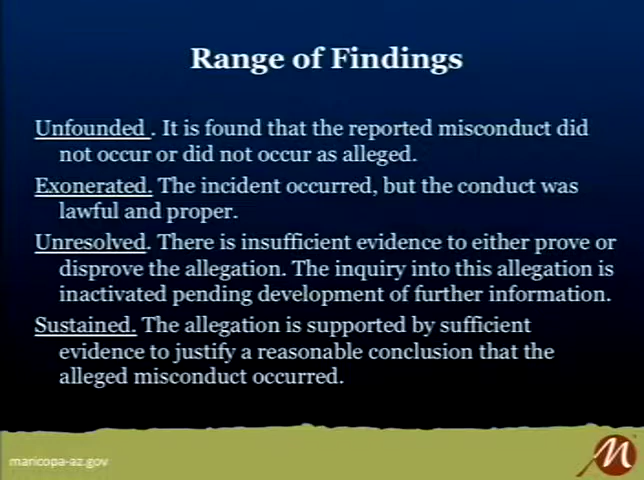 Range of Findings
Unfounded . It is found that the reported misconduct did
not occur or did not occur as alleged.
Exonerated. The incident occurred, but the conduct was
lawful and proper.
Unresolved. There is insufficient evidence to either prove or
disprove the allegation. The inquiry into this allegation is
inactivated pending development of further information.
Sustained. The allegation is supported by sufficient
evidence to justify a reasonable conclusion that the
alleged misconduct occurred.
maricopa-az.gov
M